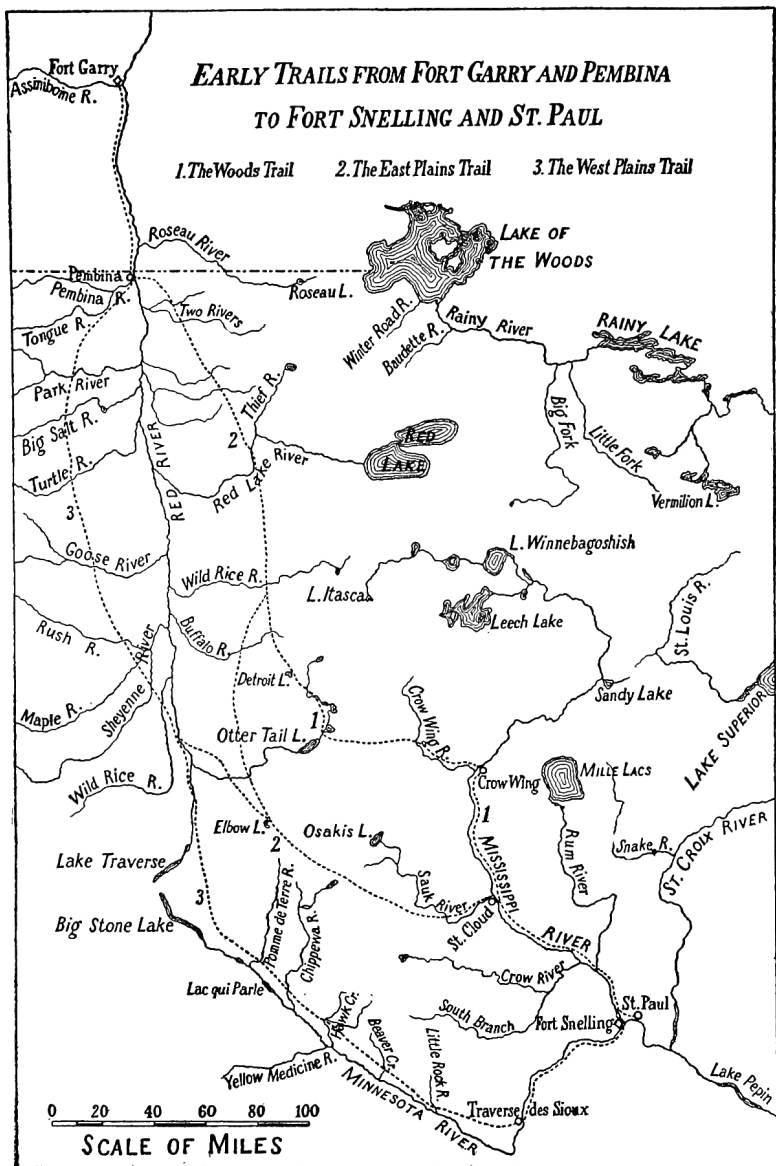 EARLY TRAILS FROM FORT GARRY AND PEMBINA
TO FORT SNELLING AND ST. PAUL
1. The Woods Trail
2. The East Plains Trail
3. The West Plains Trail
Fort Garry
Assiniboine R.
Roseau River
LAKE OF
THE WOODS
Pembina
Pembina R.
Roseau L.
Two Rivers
Tongue R.
Winter Road R.
Baudette R.
Rainy River
RAINY LAKE
Park River
Thief R.
Big Salt R.
2
RED
LAKE
Big Fork
Little Fork
Turtle R.
RED RIVER
Red Lake River
Vermilion L.
3
Goose River
Wild Rice R.
L. Itasca
L. Winnebagoshish
Leech Lake
St. Louis R.
Rush R.
Buffalo R.
Detroit L.
Sandy Lake
Maple R.
Sheyenne River
Otter Tail L.
1
Crow Wing R.
LAKE SUPERIOR
Wild Rice R.
Crow Wing
MILLE LACS
1
Elbow L.
2
Osakis L.
MISSISSIPPI
RIVER
Rum River
Snake R.
ST. CROIX RIVER
Lake Traverse
3
Pomme de Terre R.
Sauk River
St. Cloud
Big Stone Lake
Chippewa R.
Lac qui Parle
Crow River
South Branch
St. Paul
Fort Snelling
Hawk Cr.
Beaver Cr.
Little Rock R.
Yellow Medicine R.
MINNESOTA RIVER
Traverse des Sioux
Lake Pepin
0 20 40 60 80 100
SCALE OF MILES